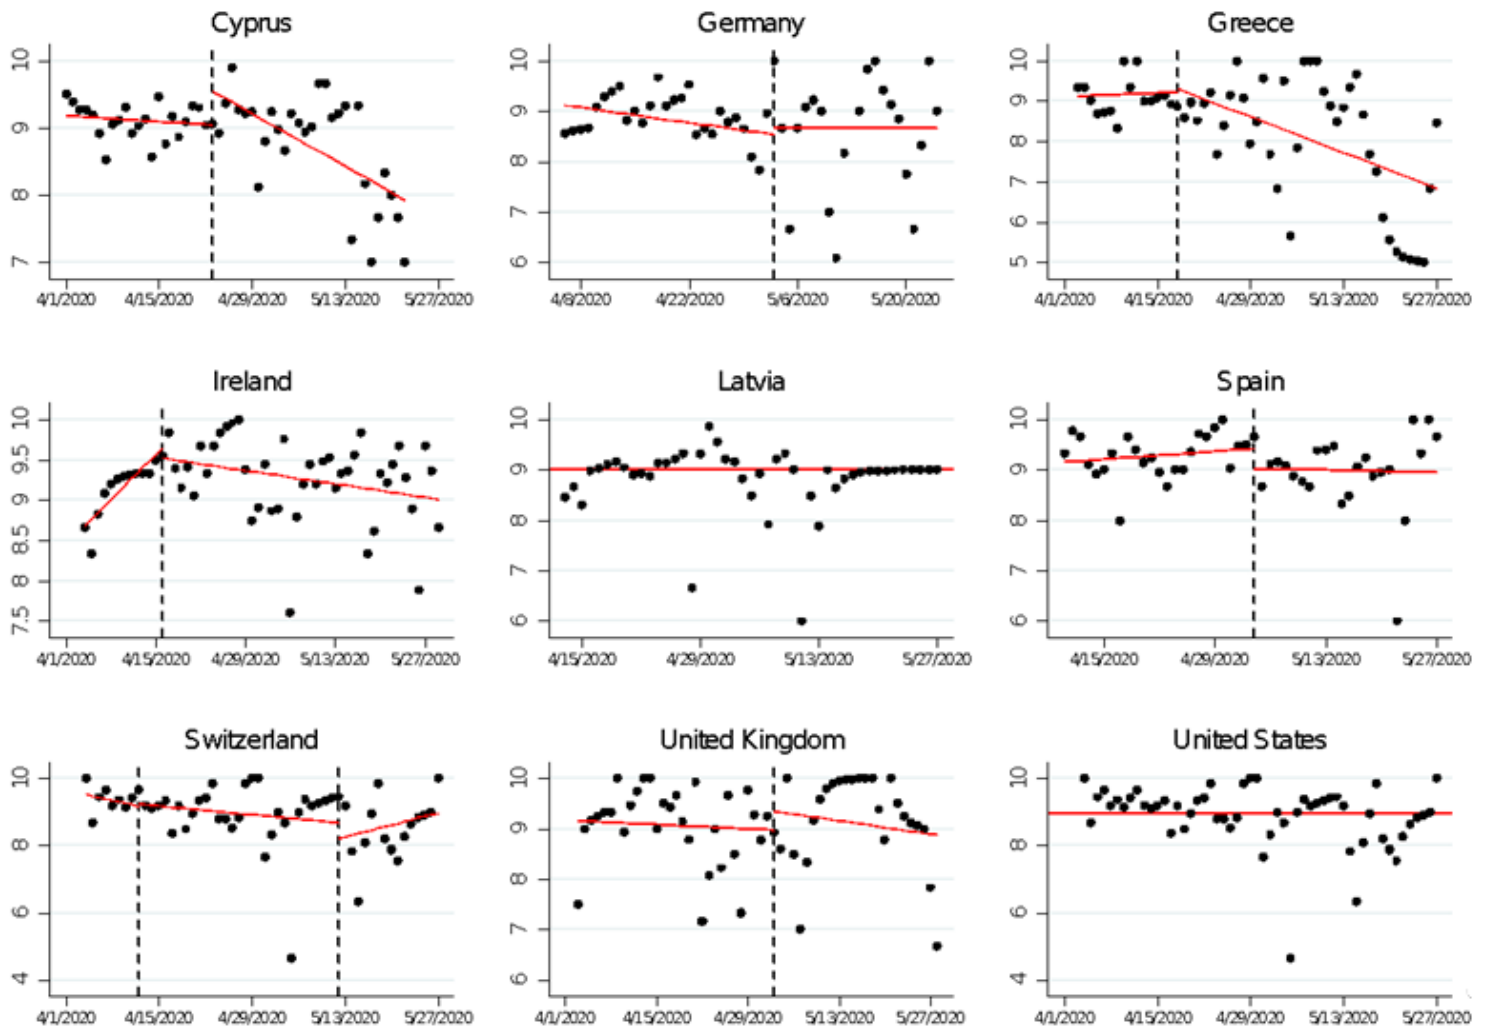 Cyprus Germany Greece
10 10 10
9 9 9
8 8 8
7 7 7
6 6
5
4/1/2020 4/15/2020 4/29/2020 5/13/2020 5/27/2020 4/8/2020 4/22/2020 5/6/2020 5/20/2020 4/1/2020 4/15/2020 4/29/2020 5/13/2020 5/27/2020
Ireland Latvia Spain
10 10 10
9.5 9 9
9 8 8
8.5 7 7
8 6 6
7.5
4/1/2020 4/15/2020 4/29/2020 5/13/2020 5/27/2020 4/15/2020 4/29/2020 5/13/2020 5/27/2020 4/15/2020 4/29/2020 5/13/2020 5/27/2020
Switzerland United Kingdom United States
10 10 10
8 9 8
6 8 6
4 7 4
6
4/1/2020 4/15/2020 4/29/2020 5/13/2020 5/27/2020 4/1/2020 4/15/2020 4/29/2020 5/13/2020 5/27/2020 4/1/2020 4/15/2020 4/29/2020 5/13/2020 5/27/2020